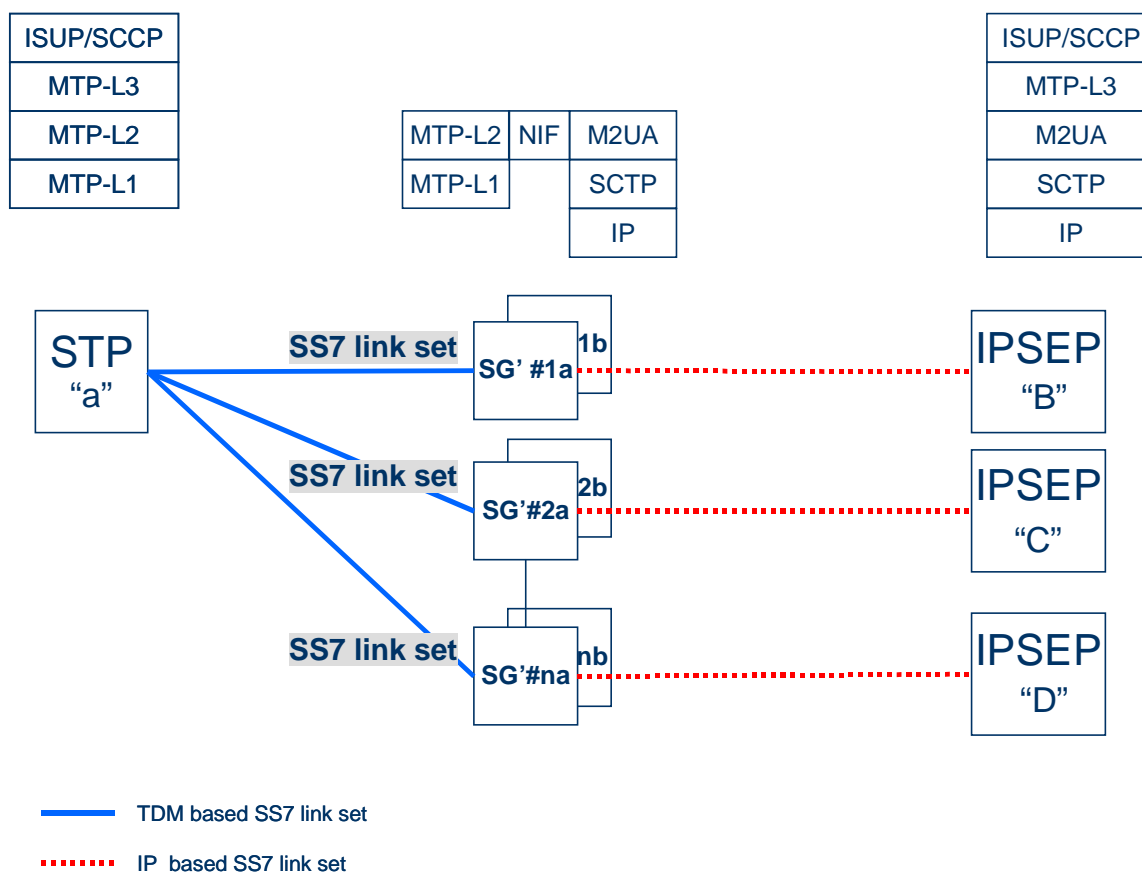 ISUP/SCCP
MTP-L3
MTP-L2
MTP-L1
MTP-L2 NIF M2UA
MTP-L1 SCTP
IP
ISUP/SCCP
MTP-L3
M2UA
SCTP
IP
STP
“a”
SS7 link set
SG’ #1a
1b
IPSEP
“B”
SS7 link set
SG’#2a
2b
IPSEP
“C”
SS7 link set
SG’#na
nb
IPSEP
“D”
TDM based SS7 link set
IP based SS7 link set